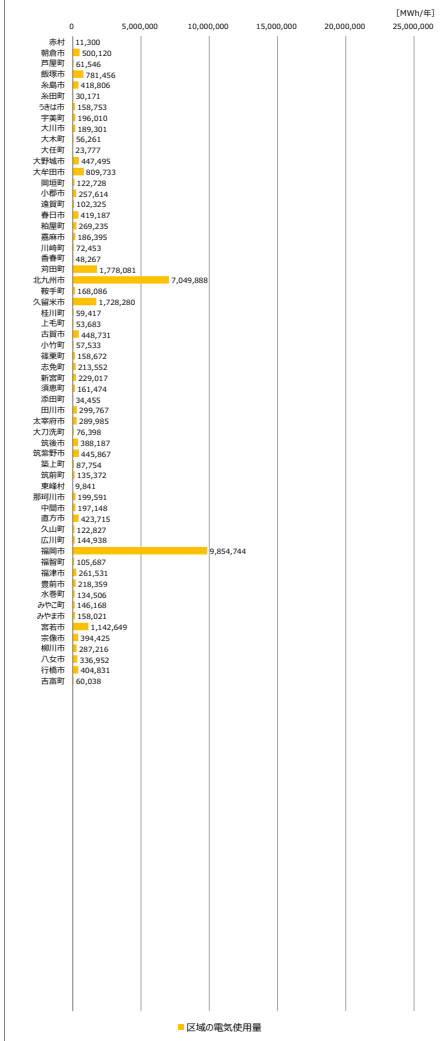 [MWh/年]
0 5,000,000 10,000,000 15,000,000 20,000,000 25,000,000
赤村 11,300
朝倉市 500,120
芦屋町 61,546
飯塚市 781,456
糸島市 418,806
糸田町 30,171
うきは市 158,753
宇美町 196,010
大川市 189,301
大木町 56,261
大任町 23,777
大野城市 447,495
大牟田市 809,733
岡垣町 122,728
小郡市 257,614
遠賀町 102,325
春日市 419,187
粕屋町 269,235
嘉麻市 186,395
川崎町 72,453
香春町 48,267
苅田町 1,778,081
北九州市 7,049,888
鞍手町 168,086
久留米市 1,728,280
桂川町 59,417
上毛町 53,683
古賀市 448,731
小竹町 57,533
篠栗町 158,672
志免町 213,552
新宮町 229,017
須恵町 161,474
添田町 34,455
田川市 299,767
太宰府市 289,985
大刀洗町 76,398
筑後市 388,187
筑紫野市 445,867
築上町 87,754
筑前町 135,372
東峰村 9,841
那珂川市 199,591
中間市 197,148
直方市 423,715
久山町 122,827
広川町 144,938
福岡市 9,854,744
福智町 105,687
福津市 261,531
豊前市 218,359
水巻町 134,506
みやこ町 146,168
みやま市 158,021
宮若市 1,142,649
宗像市 394,425
柳川市 287,216
八女市 336,952
行橋市 404,831
吉富町 60,038
区域の電気使用量